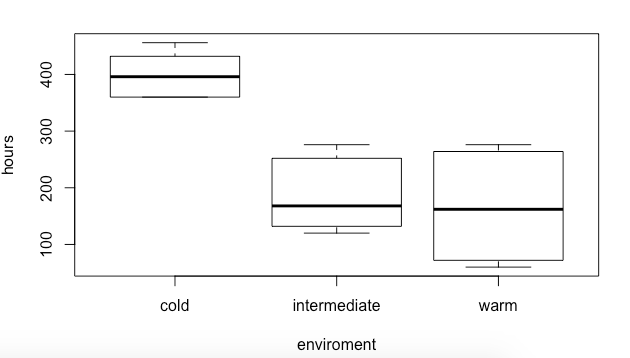 hours
400
300
200
100
cold intermediate warm
enviroment